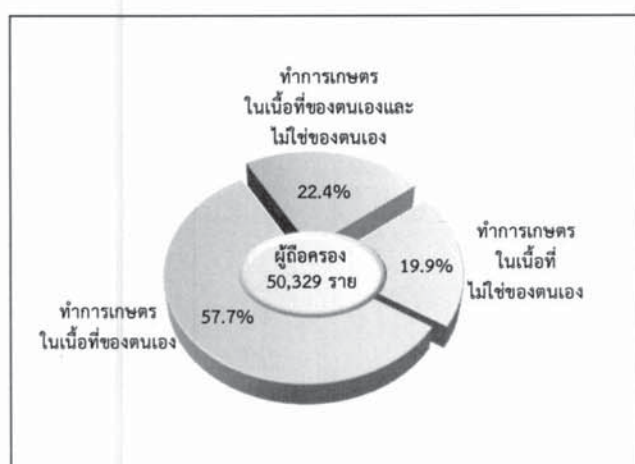 ทำการเกษตร
ในเนื้อที่ของตนเองและ
ไม่ใช่ของตนเอง
22.4%
ผู้ถือครอง
50,329 ราย
19.9%
ทำการเกษตร
ในเนื้อที่
ไม่ใช่ของตนเอง
57.7%
ทำการเกษตร
ในเนื้อที่ของตนเอง